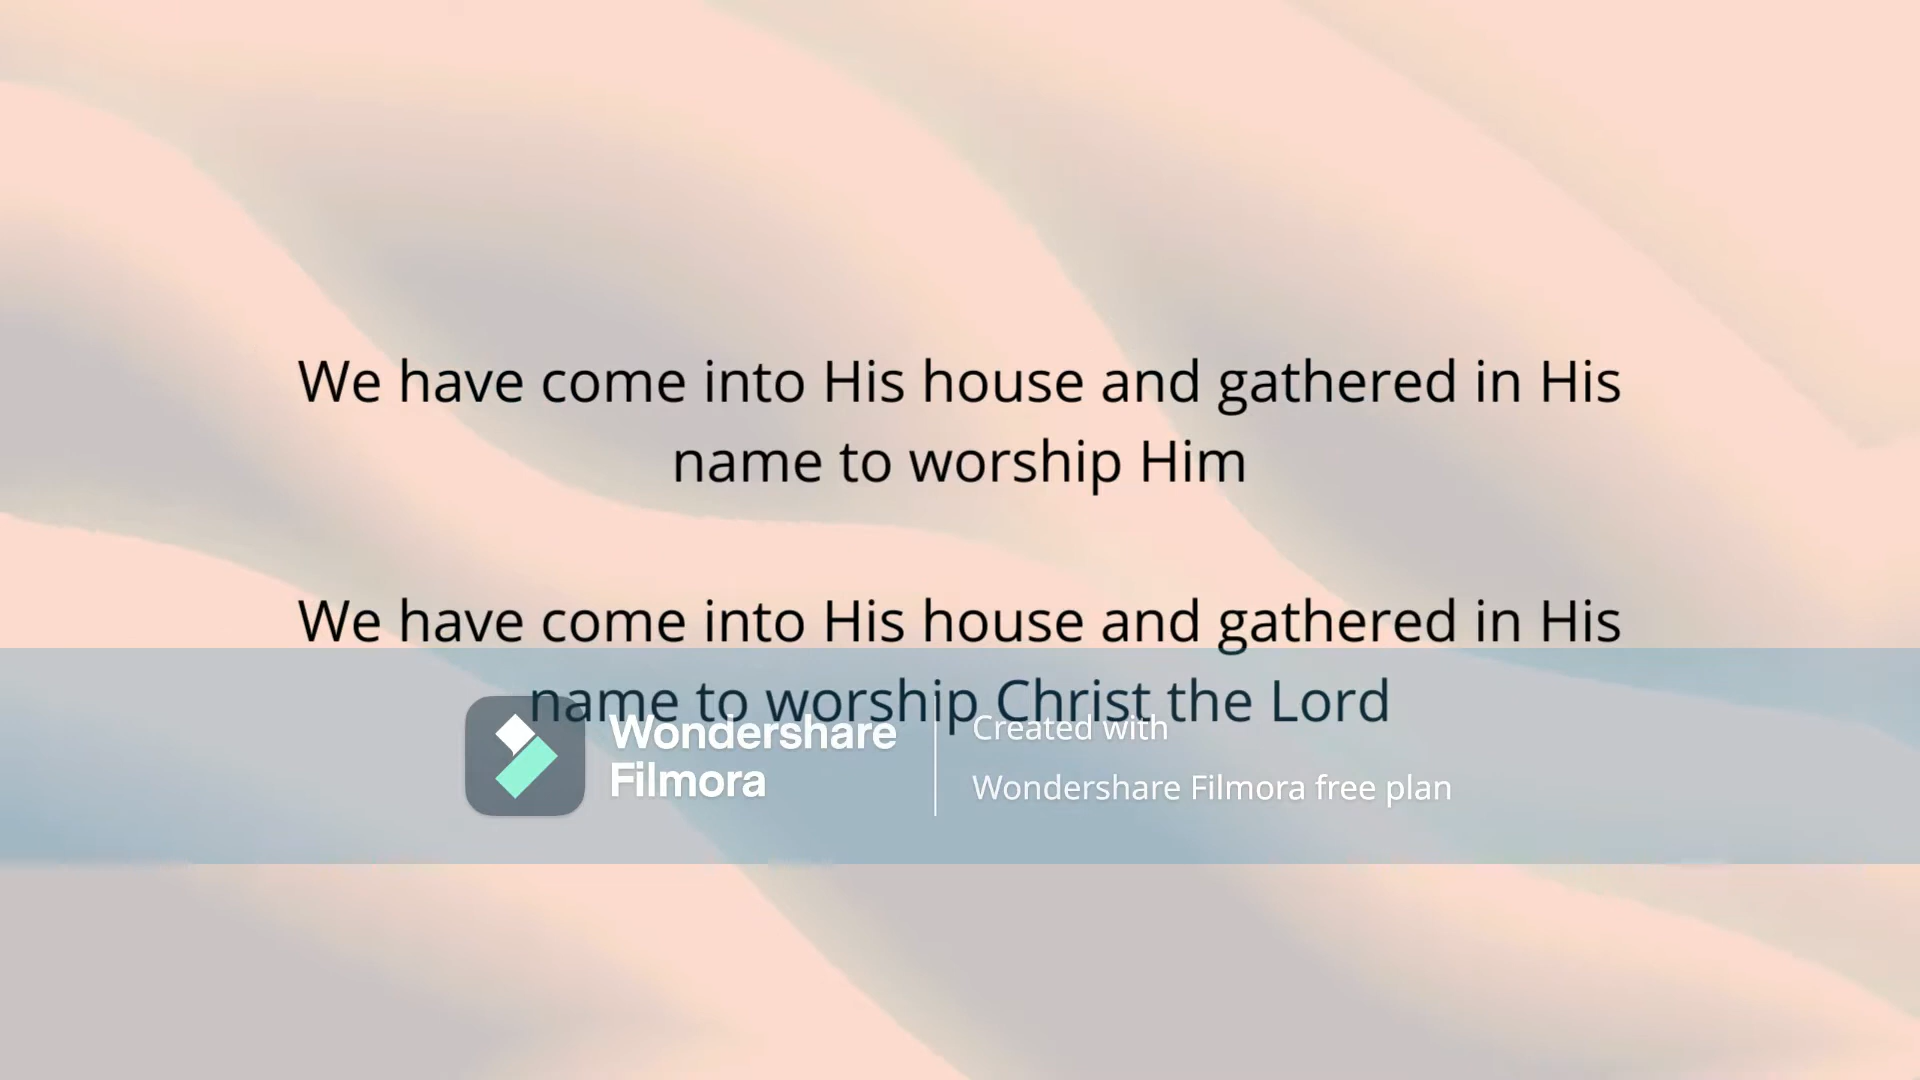 We have come into His house and gathered in His
name to worship Him
We have come into His house and gathered in His
name to worship Christ the Lord
Wondershare
Filmora
Created with
Wondershare Filmora free plan